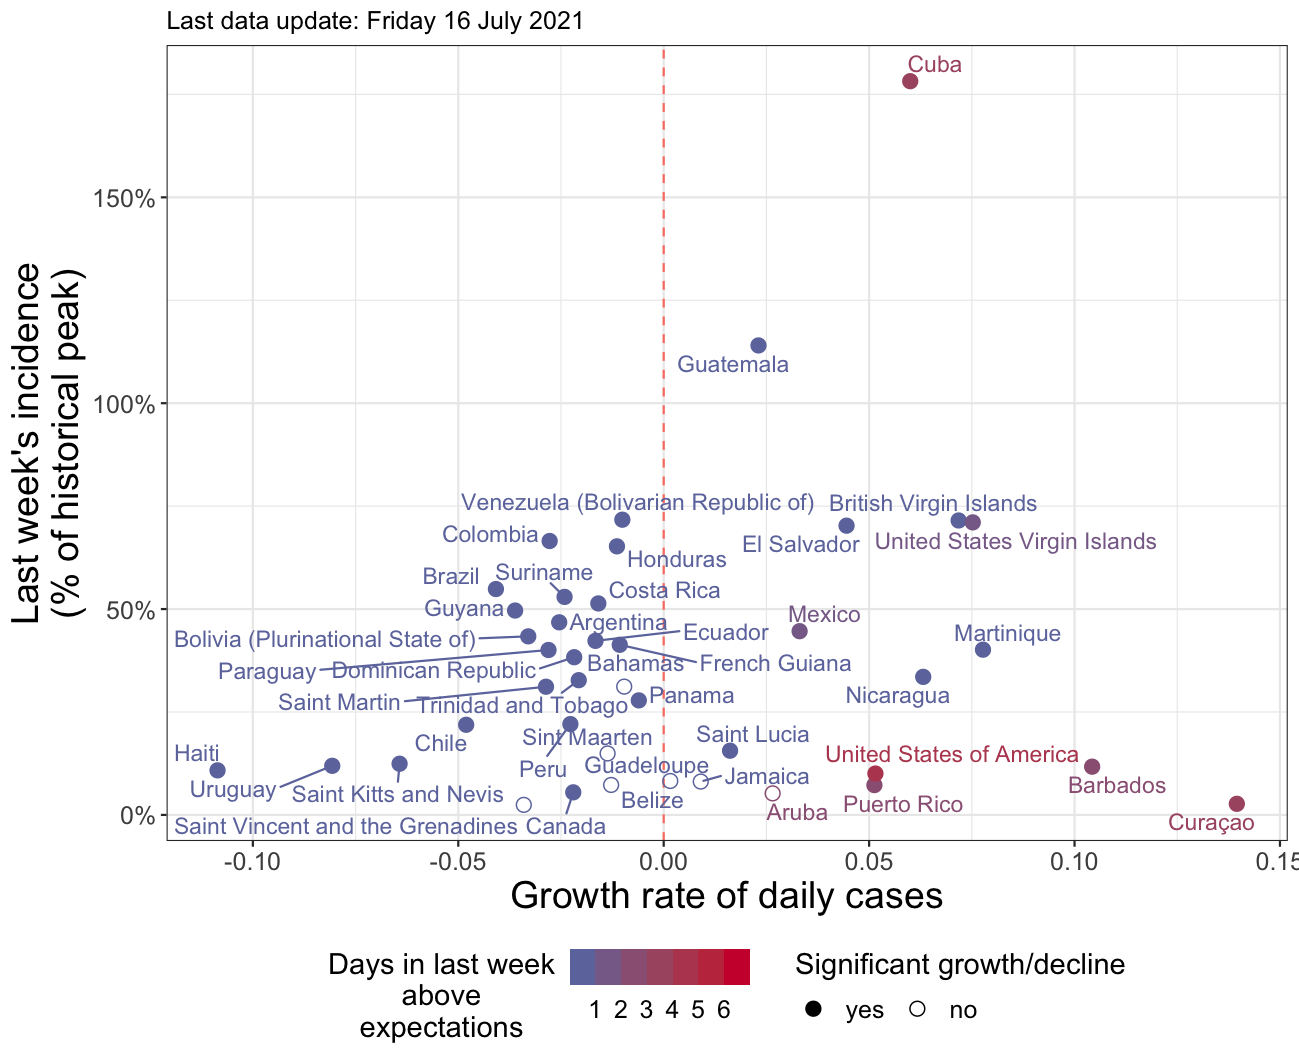 Last data update: Friday 16 July 2021
Last week's incidence
(% of historical peak)
150%
100%
50%
0%
Cuba
Guatemala
Venezuela (Bolivarian Republic of)
British Virgin Islands
Colombia
El Salvador
United States Virgin Islands
Honduras
Brazil
Suriname
Costa Rica
Guyana
Argentina
Mexico
Bolivia (Plurinational State of)
Ecuador
Martinique
Paraguay
Dominican Republic
Bahamas
French Guiana
Saint Martin
Trinidad and Tobago
Panama
Nicaragua
Chile
Sint Maarten
Saint Lucia
Haiti
United States of America
Peru
Guadeloupe
Jamaica
Barbados
Uruguay
Saint Kitts and Nevis
Belize
Puerto Rico
Aruba
Curaçao
Saint Vincent and the Grenadines
Canada
-0.10
-0.05
0.00
0.05
0.10
0.15
Growth rate of daily cases
Days in last week
above
expectations
1 2 3 4 5 6
Significant growth/decline
yes
no